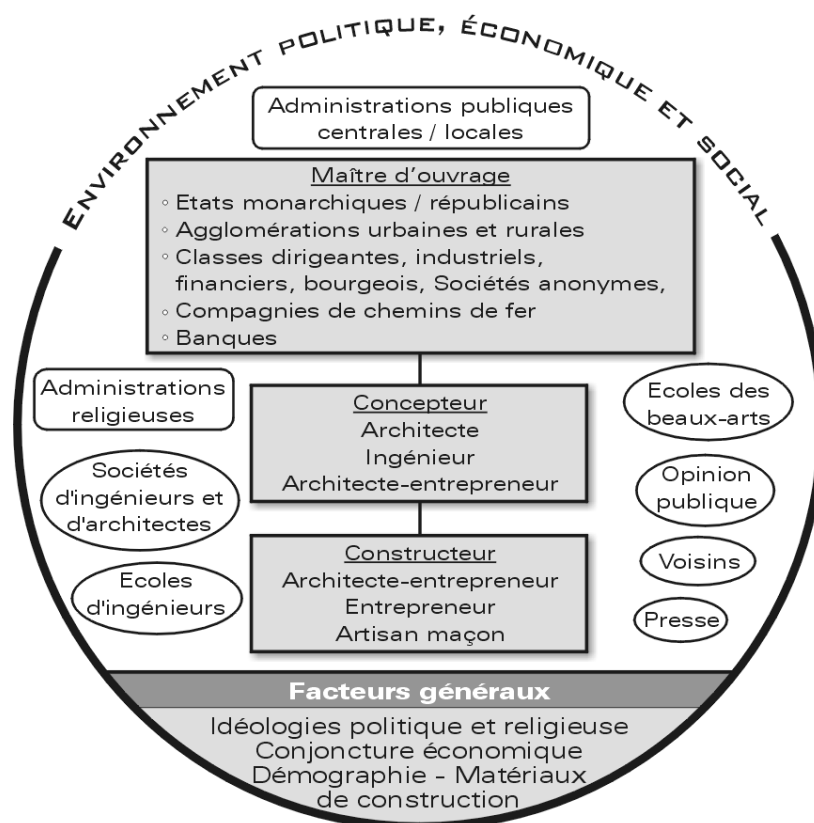 ENVIRONNEMENT POLITIQUE, ÉCONOMIQUE ET SOCIAL
Administrations publiques
centrales / locales
Maître d'ouvrage
◦ Etats monarchiques / républicains
◦ Agglomérations urbaines et rurales
◦ Classes dirigeantes, industriels,
financiers, bourgeois, Sociétés anonymes,
◦ Compagnies de chemins de fer
◦ Banques
Administrations
religieuses
Sociétés
d'ingénieurs et
d'architectes
Ecoles
d'ingénieurs
Concepteur
Architecte
Ingénieur
Architecte-entrepreneur
Constructeur
Architecte-entrepreneur
Entrepreneur
Artisan maçon
Ecoles des
beaux-arts
Opinion
publique
Voisins
Presse
Facteurs généraux
Idéologies politique et religieuse
Conjoncture économique
Démographie - Matériaux
de construction